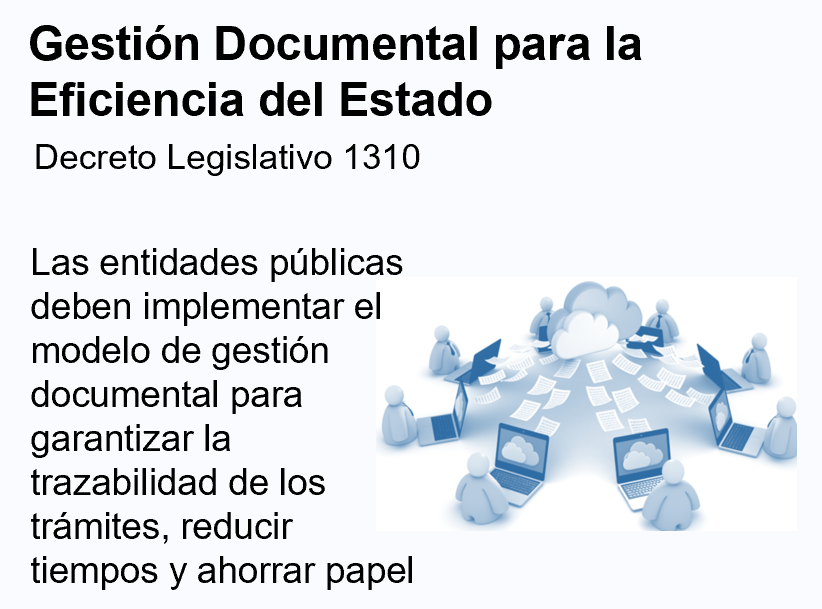 Gestión Documental para la
Eficiencia del Estado
Decreto Legislativo 1310
Las entidades públicas
deben implementar el
modelo de gestión
documental para
garantizar la
trazabilidad de los
trámites, reducir
tiempos y ahorrar papel